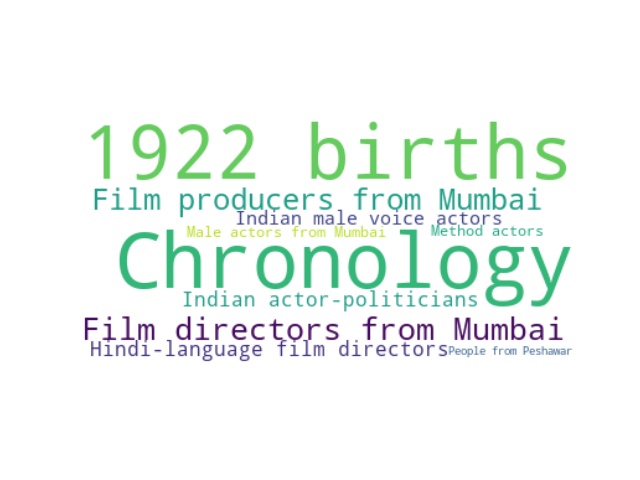 1922 births
Film producers from Mumbai
Indian male voice actors
Male actors from Mumbai
Method actors
Chronology
Indian actor-politicians
Film directors from Mumbai
Hindi-language film directors
People from Peshawar